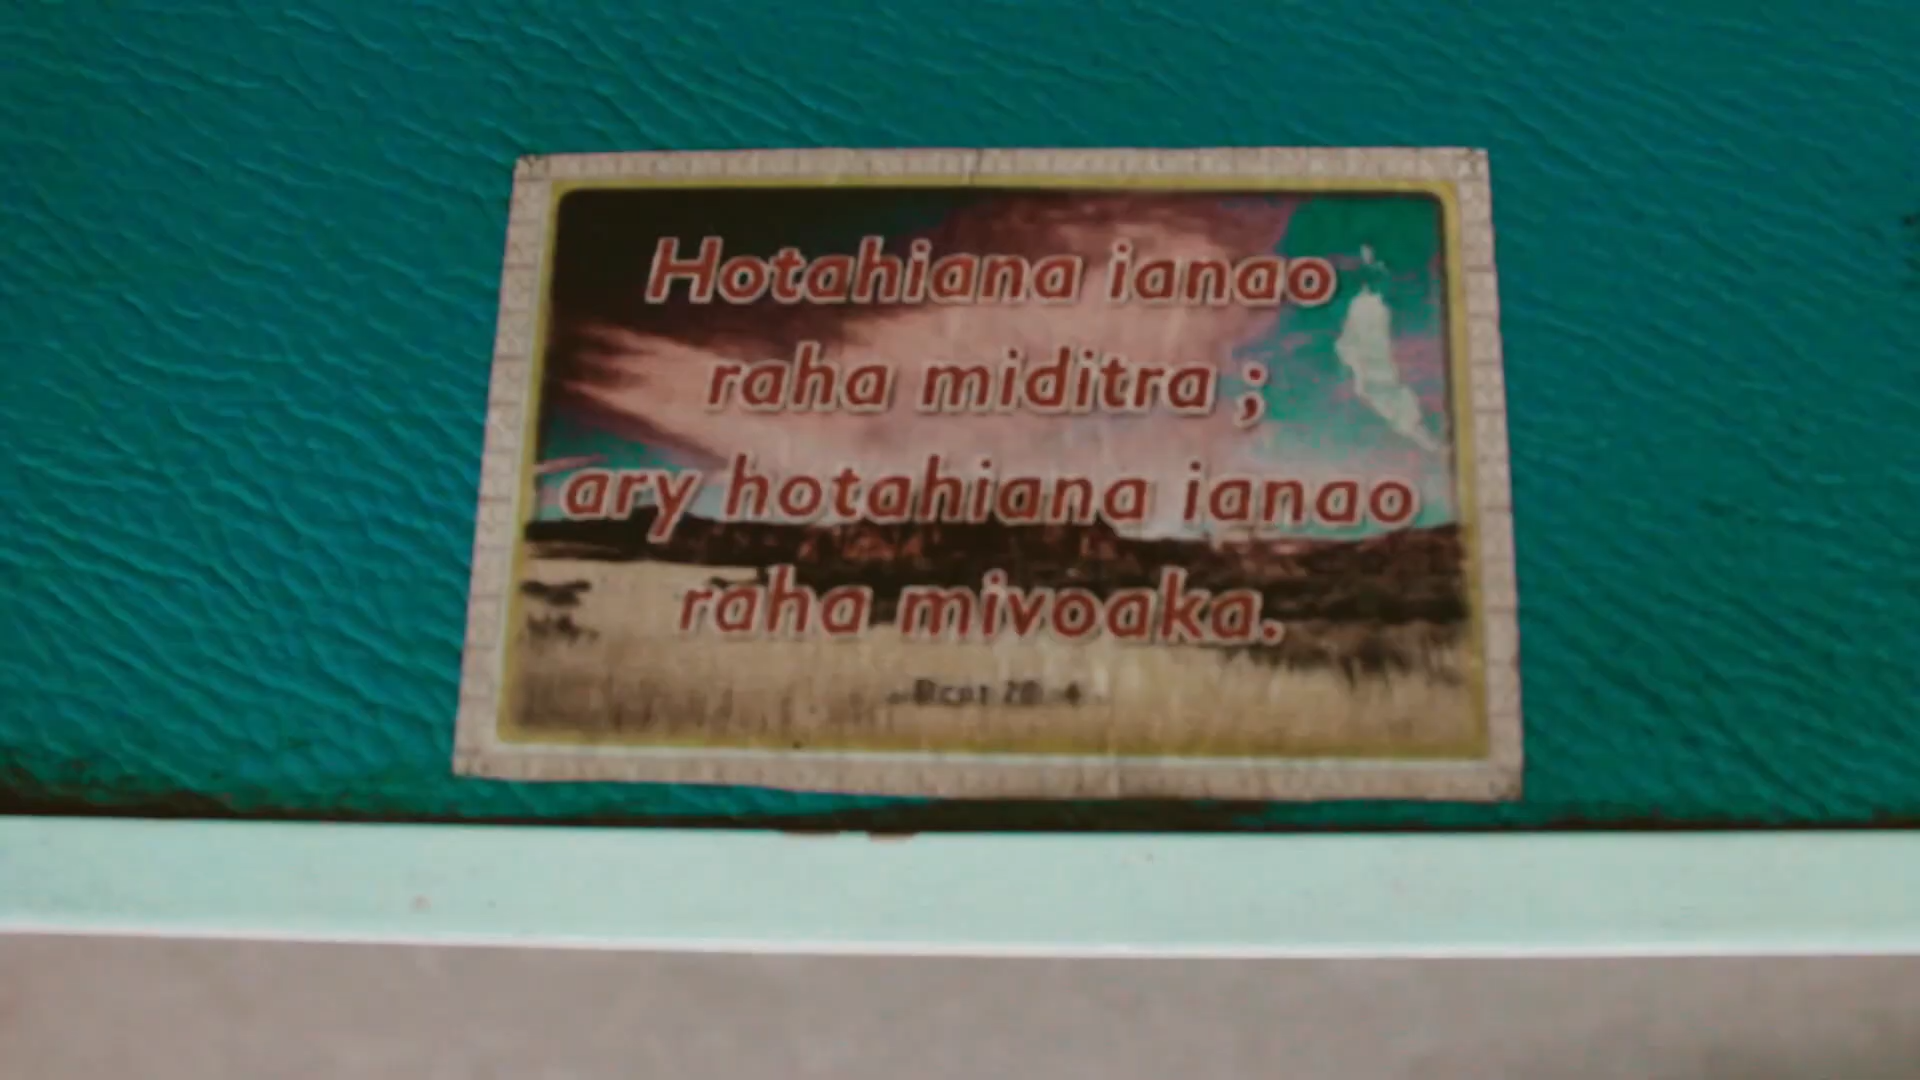 Hotahiana ianao
raha miditra ;
ary hotahiana ianao
raha mivoaka.